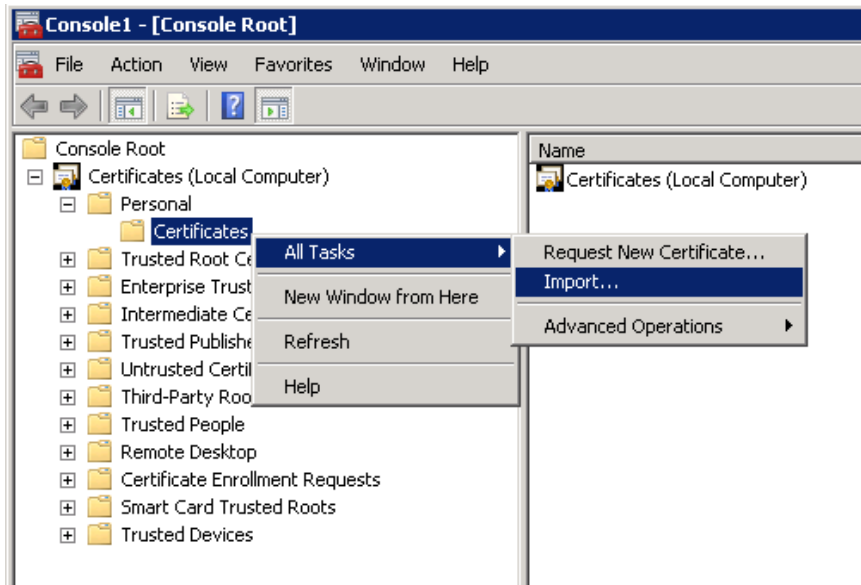 Console1 - [Console Root]
File Action View Favorites Window Help
Console Root
Certificates (Local Computer)
Personal
Certificates
Trusted Root Ce
Enterprise Trust
Intermediate Ce
Trusted Publishe
Untrusted Certi
Third-Party Roo
Trusted People
Remote Desktop
Certificate Enrollment Requests
Smart Card Trusted Roots
Trusted Devices
All Tasks
New Window from Here
Refresh
Help
Request New Certificate...
Import...
Advanced Operations
Name
Certificates (Local Computer)